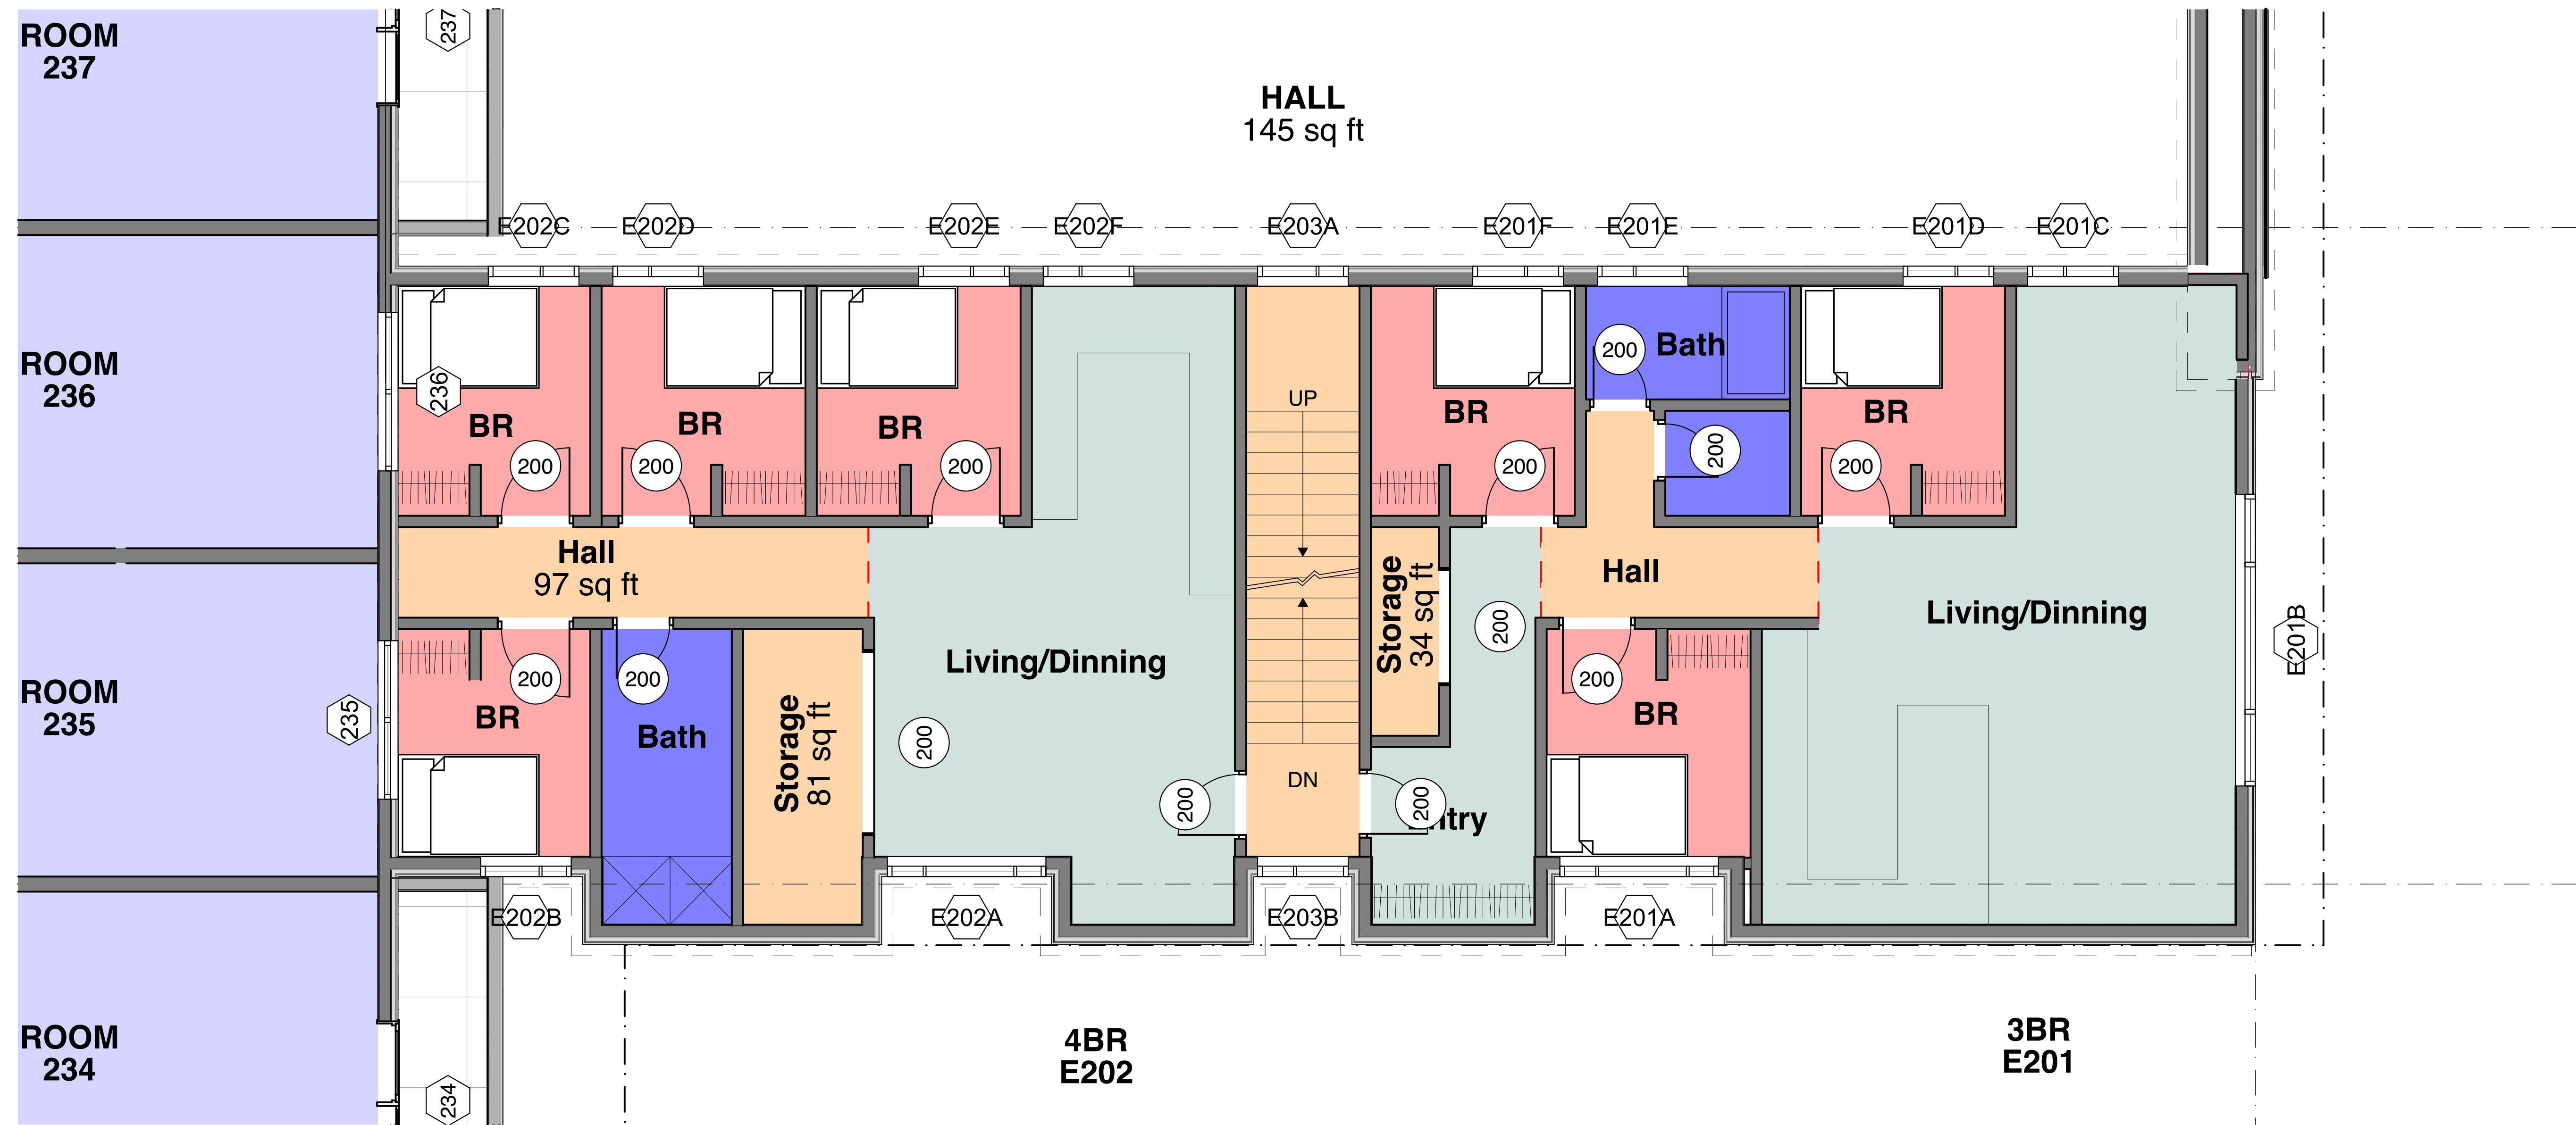 ROOM
237
237
HALL
145 sq ft
E202C
E202D
E202E
E202F
E203A
E201F
E201E
E201D
E201C
ROOM
236
236
BR
BR
BR
UP
BR
200
Bath
BR
200
200
200
200
200
200
Hall
97 sq ft
Storage
34 sq ft
200
Hall
Living/Dinning
E201B
ROOM
235
235
200
200
BR
Bath
Storage
81 sq ft
Living/Dinning
200
200
DN
200
ntry
200
BR
E202B
E202A
E203B
E201A
ROOM
234
234
4BR
E202
3BR
E201